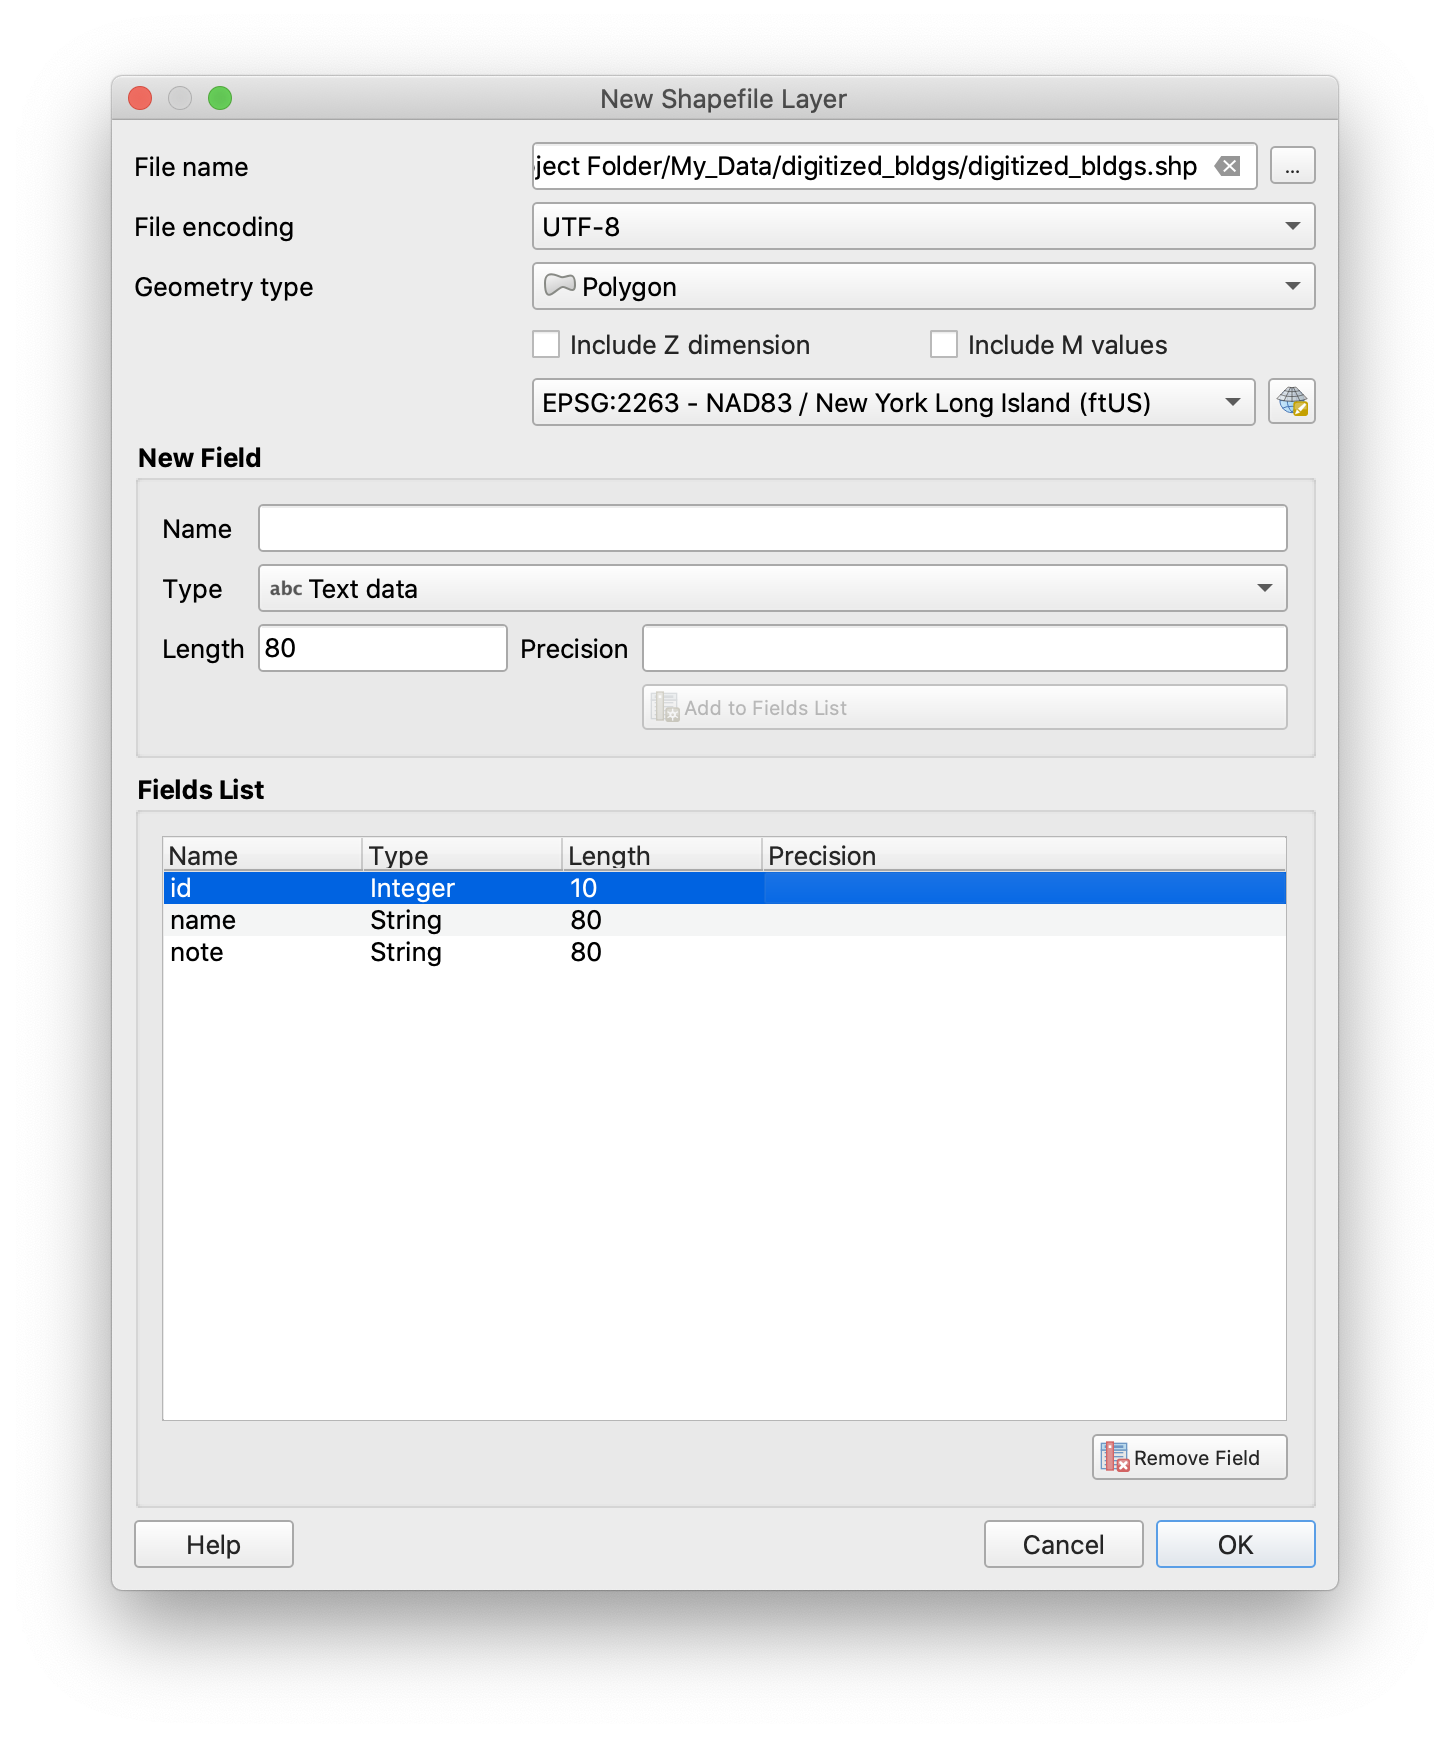 New Shapefile Layer
File name
ject Folder/My_Data/digitized_bldgs/digitized_bldgs.shp
...
File encoding
UTF-8
Geometry type
Polygon
Include Z dimension Include M values
EPSG:2263 - NAD83 / New York Long Island (ftUS)
New Field
Name
Type abc Text data
Length 80 Precision
Add to Fields List
Fields List
Name Type Length Precision
id Integer 10
name String 80
note String 80
Remove Field
Help Cancel OK